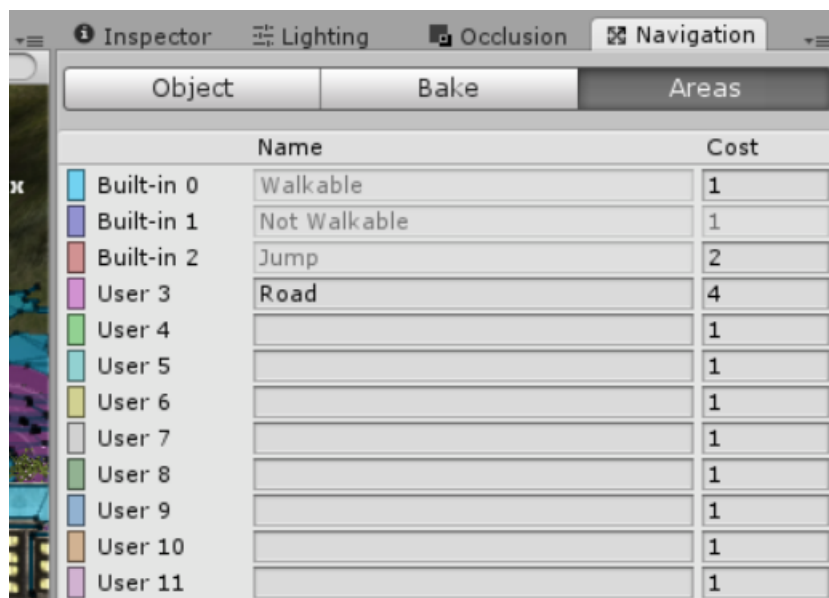 Inspector Lighting Occlusion Navigation
Object Bake Areas
Name Cost
x
Built-in 0 Walkable 1
Built-in 1 Not Walkable 1
Built-in 2 Jump 2
User 3 Road 4
User 4 1
User 5 1
User 6 1
User 7 1
User 8 1
User 9 1
User 10 1
User 11 1